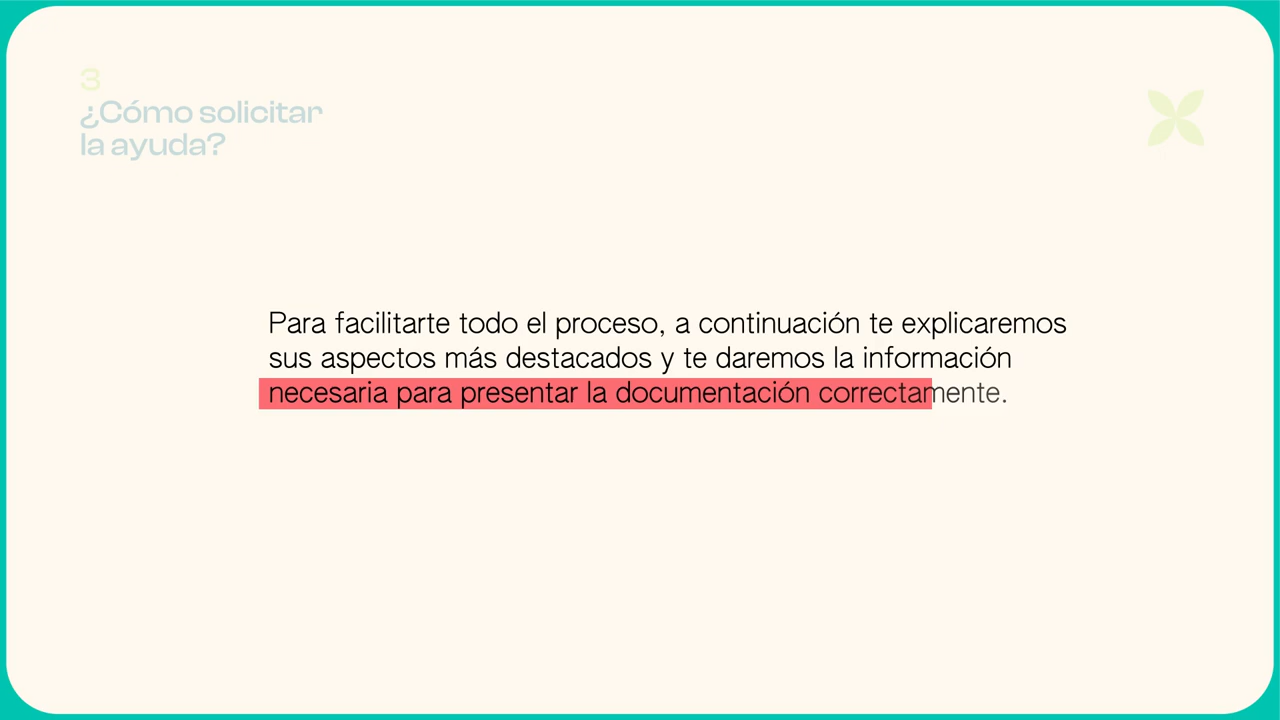 3
¿Cómo solicitar
la ayuda?
Para facilitarte todo el proceso, a continuación te explicaremos
sus aspectos más destacados y te daremos la información
necesaria para presentar la documentación correctamente.